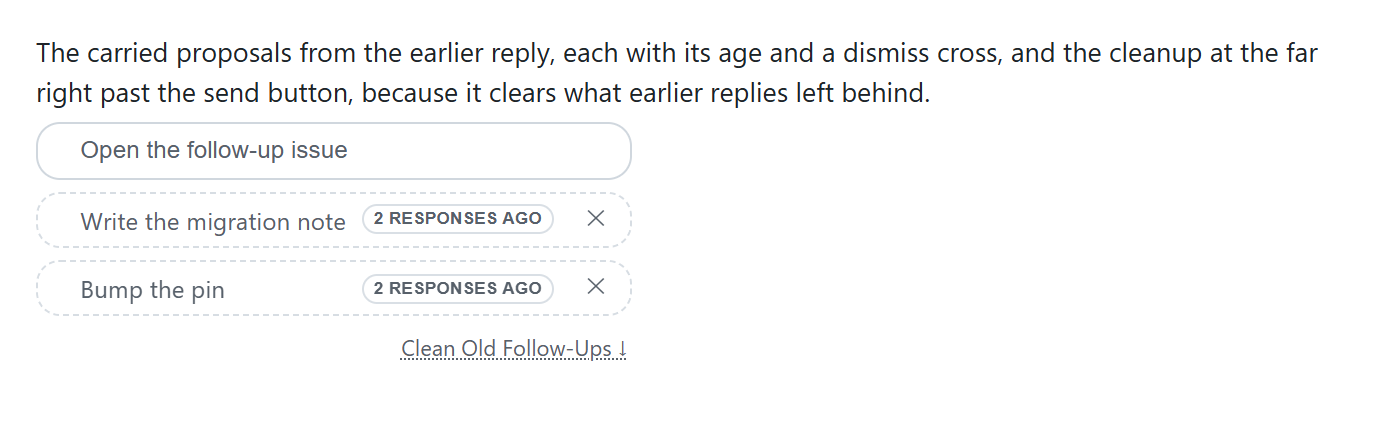 The carried proposals from the earlier reply, each with its age and a dismiss cross, and the cleanup at the far
right past the send button, because it clears what earlier replies left behind.
Open the follow-up issue
Write the migration note 2 RESPONSES AGO ×
Bump the pin 2 RESPONSES AGO ×
Clean Old Follow-Ups ↓